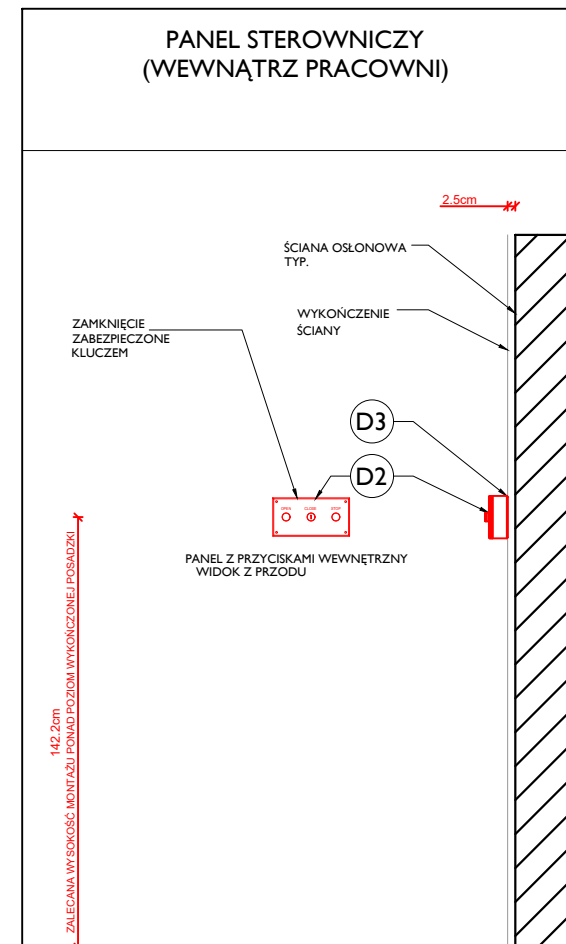 PANEL STEROWNICZY
(WEWNĄTRZ PRACOWNI)
2.5cm
ŚCIANA OSŁONOWA
TYP.
WYKOŃCZENIE
ŚCIANY
ZAMKNIĘCIE
ZABEZPIECZONE
KLUCZEM
D3
D2
OPEN CLOSE STOP
PANEL Z PRZYCISKAMI WEWNĘTRZNY
WIDOK Z PRZODU
142.2cm
ZALECANA WYSOKOŚĆ MONTAŻU PONAD POZIOM WYKOŃCZONEJ POSADZKI